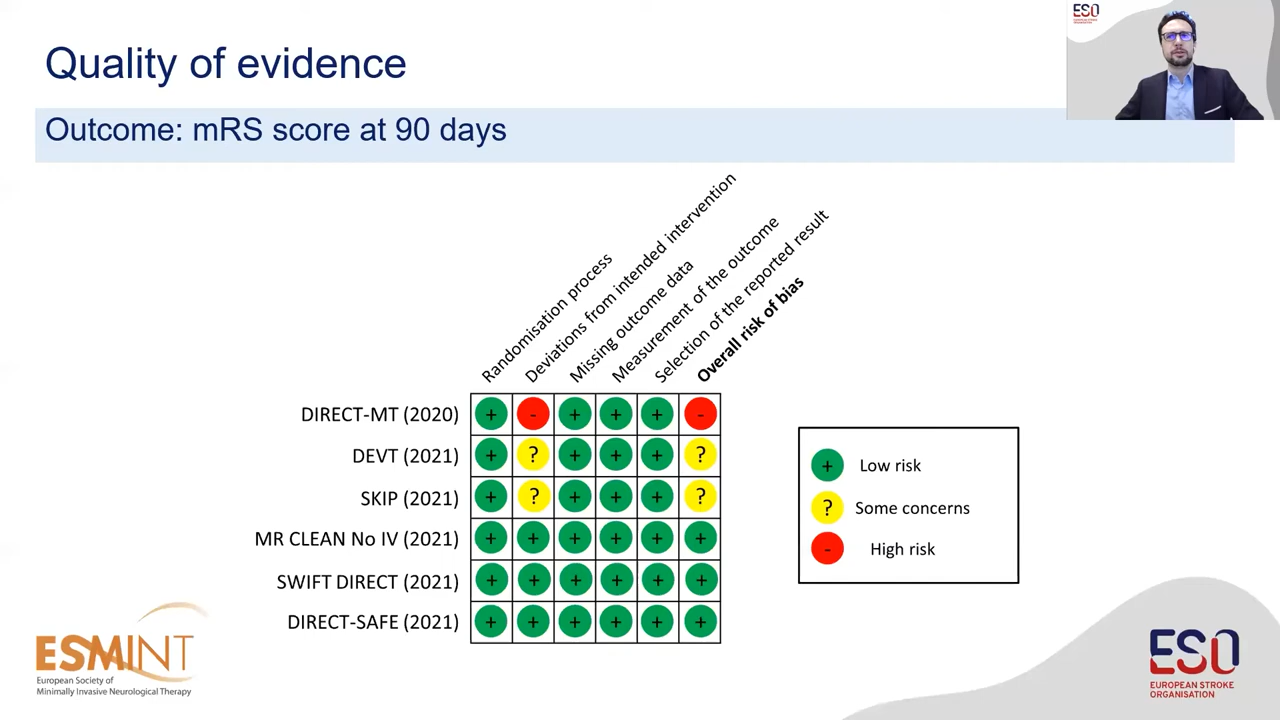 Quality of evidence
ESO
Outcome: mRS score at 90 days
Randomisation process
Deviations from intended intervention
Missing outcome data
Measurement of the outcome
Selection of the reported result
Overall risk of bias
DIRECT-MT (2020) + - + + + -
DEVT (2021) + ? + + + ?
SKIP (2021) + ? + + + ?
MR CLEAN No IV (2021) + + + + + +
SWIFT DIRECT (2021) + + + + + +
DIRECT-SAFE (2021) + + + + + +
+ Low risk
? Some concerns
- High risk
ESMINT
European Society of
Minimally Invasive Neurological Therapy
ESO
EUROPEAN STROKE
ORGANISATION